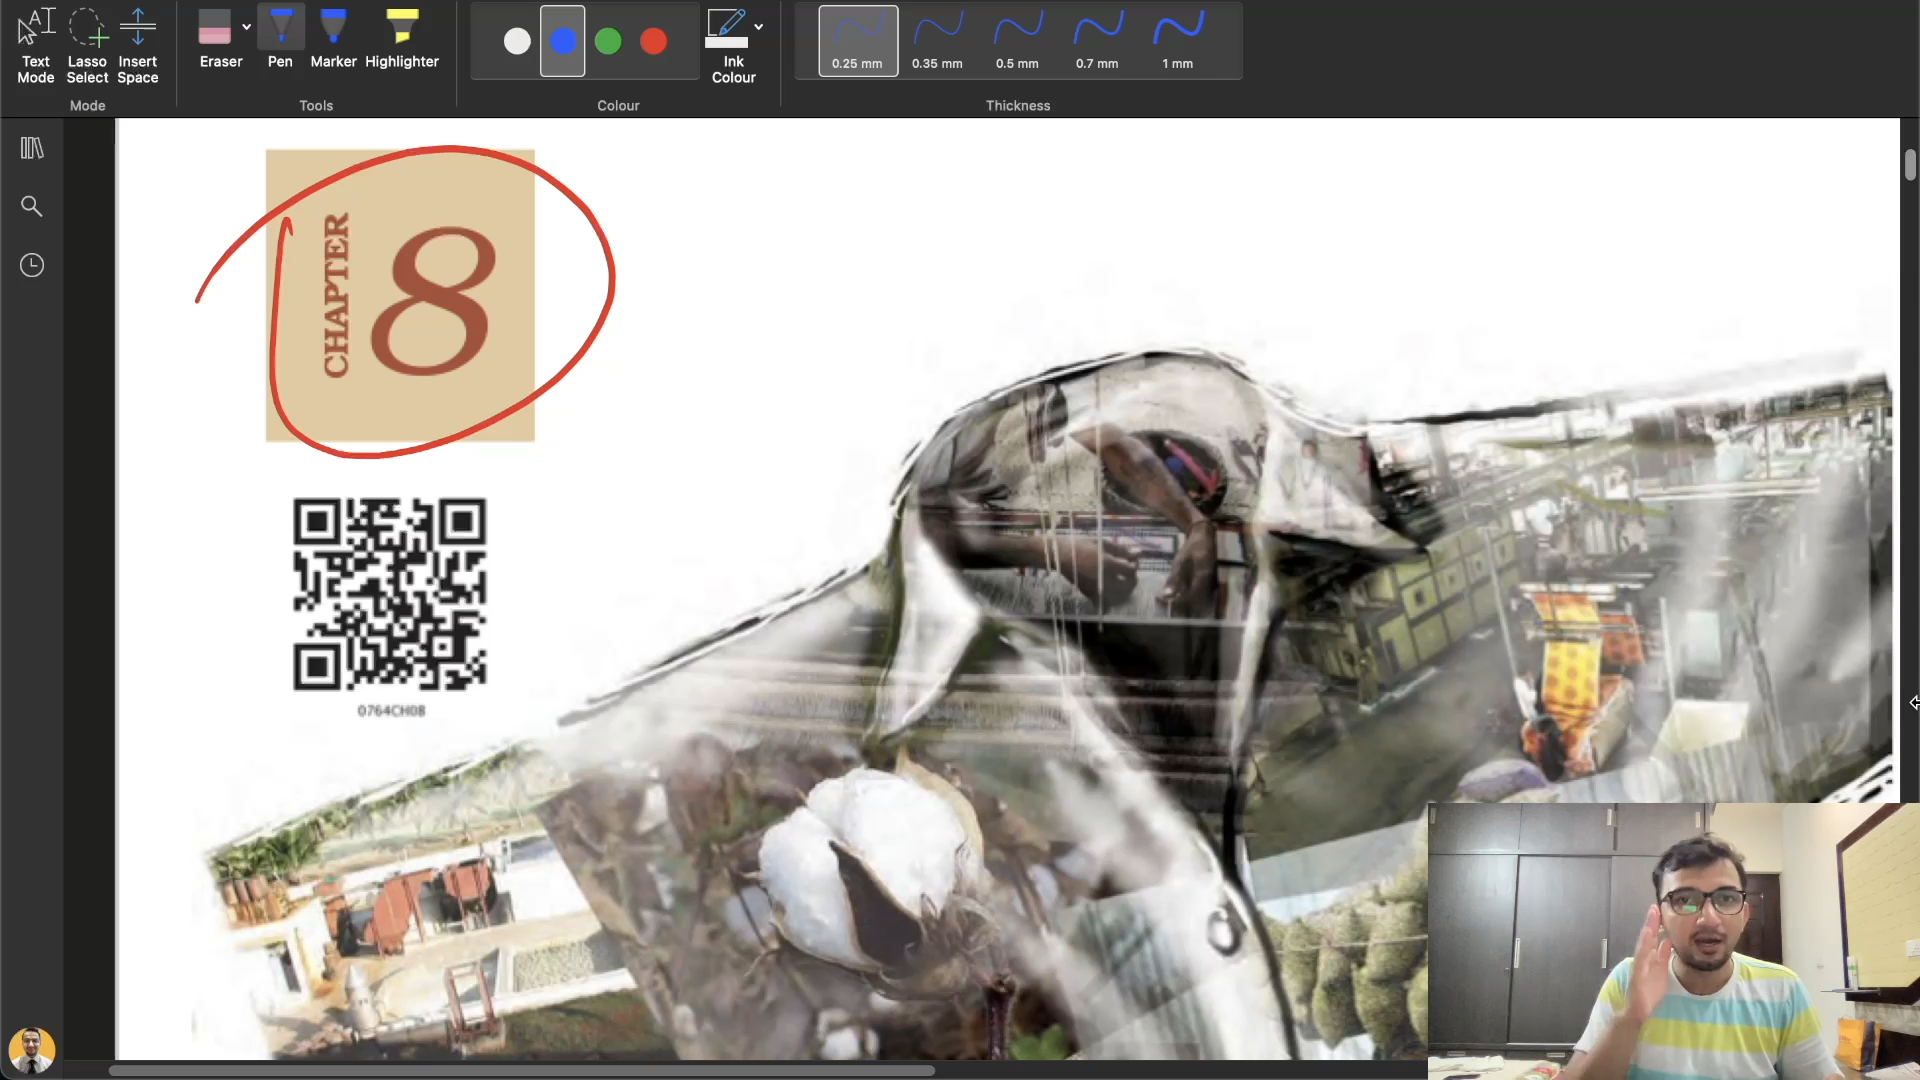 Text Mode
Lasso Select
Insert Space
Mode
Eraser
Pen
Marker
Highlighter
Tools
Colour
Ink Colour
0.25 mm
0.35 mm
0.5 mm
0.7 mm
1 mm
Thickness
CHAPTER
8
0764CH08